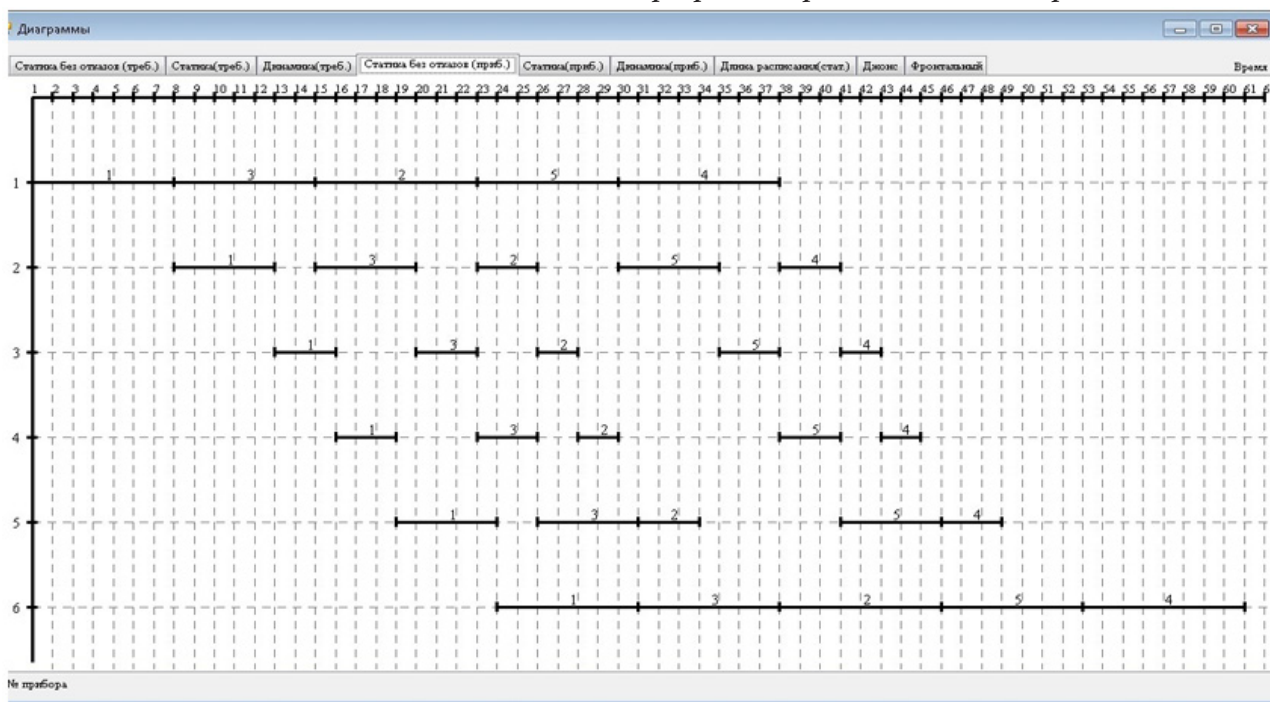 Диаграммы
Статика без отказов (треб.) Статика(треб.) Динамика(треб.) Статика без отказов (приб.) Статика(приб.) Динамика(приб.) Длина расписания(стат.) Джонс Фронтальный Время
1 2 3 4 5 6 7 8 9 10 11 12 13 14 15 16 17 18 19 20 21 22 23 24 25 26 27 28 29 30 31 32 33 34 35 36 37 38 39 40 41 42 43 44 45 46 47 48 49 50 51 52 53 54 55 56 57 58 59 60 61
1 1 3 2 5 4
2 1 3 2 5 4
3 1 3 2 5 4
4 1 3 2 5 4
5 1 3 2 5 4
6 1 3 2 5 4
№ прибора